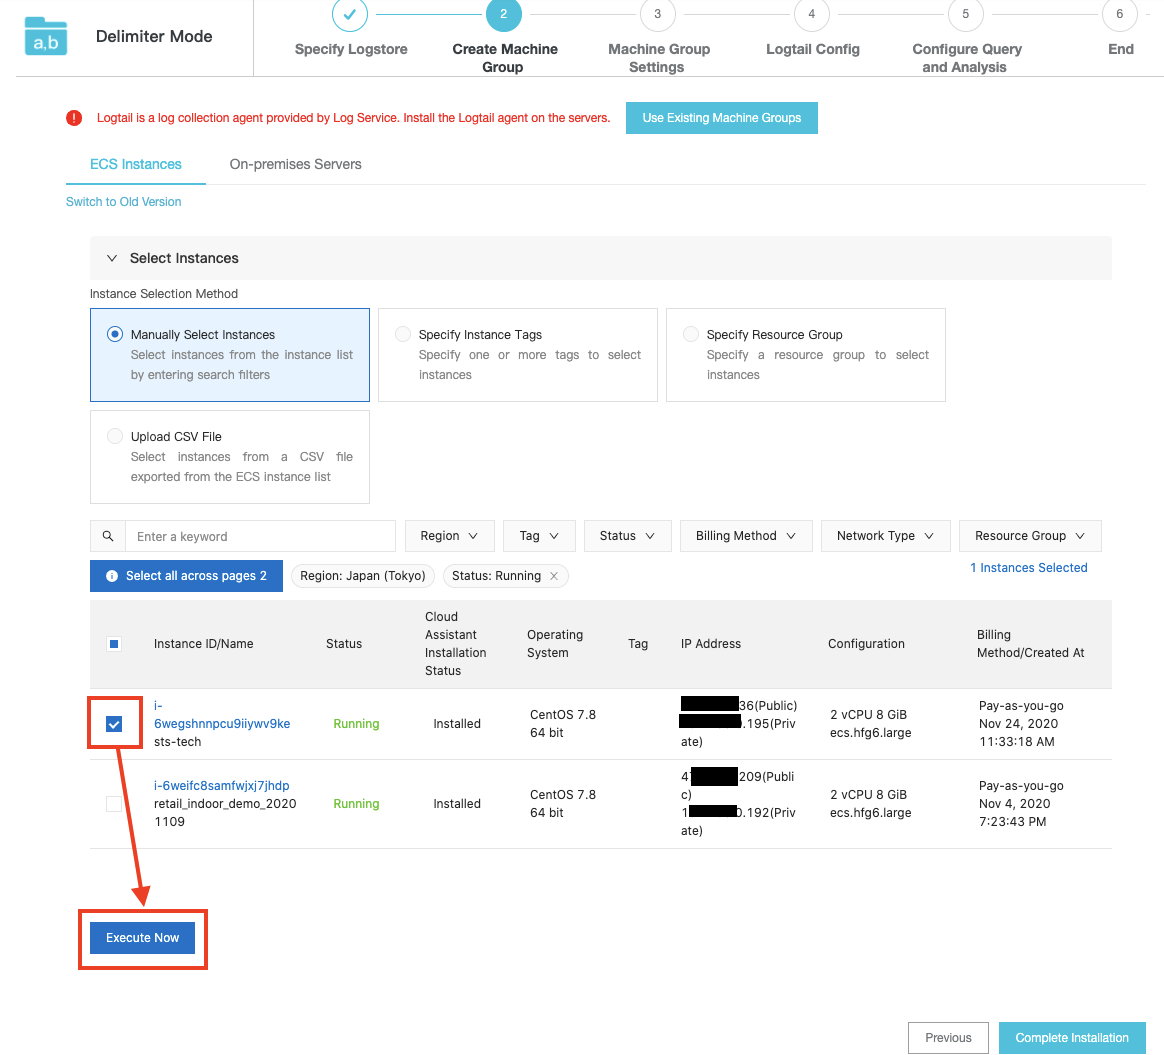 a,b
Delimiter Mode
Specify Logstore
2
Create Machine
Group
3
Machine Group
Settings
4
Logtail Config
5
Configure Query
and Analysis
6
End
! Logtail is a log collection agent provided by Log Service. Install the Logtail agent on the servers.
Use Existing Machine Groups
ECS Instances
On-premises Servers
Switch to Old Version
Select Instances
Instance Selection Method
Manually Select Instances
Select instances from the instance list
by entering search filters
Specify Instance Tags
Specify one or more tags to select
instances
Specify Resource Group
Specify a resource group to select
instances
Upload CSV File
Select instances from a CSV file
exported from the ECS instance list
Enter a keyword
Region
Tag
Status
Billing Method
Network Type
Resource Group
Select all across pages 2
Region: Japan (Tokyo)
Status: Running
1 Instances Selected
Instance ID/Name
Status
Cloud
Assistant
Installation
Status
Operating
System
Tag
IP Address
Configuration
Billing
Method/Created At
i-
6wegshnnpcu9iiywv9ke
sts-tech
Running
Installed
CentOS 7.8
64 bit
36(Public)
.195(Priv
ate)
2 vCPU 8 GiB
ecs.hfg6.large
Pay-as-you-go
Nov 24, 2020
11:33:18 AM
i-6weifc8samfwjxj7jhdp
retail_indoor_demo_2020
1109
Running
Installed
CentOS 7.8
64 bit
209(Publi
c)
1 0.192(Priv
ate)
2 vCPU 8 GiB
ecs.hfg6.large
Pay-as-you-go
Nov 4, 2020
7:23:43 PM
Execute Now
Previous
Complete Installation